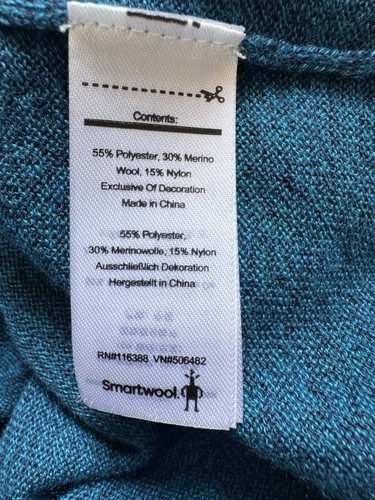 Contents:
55% Polyester, 30% Merino
Wool, 15% Nylon
Exclusive Of Decoration
Made in China
55% Polyester,
30% Merinowolle, 15% Nylon
Ausschließlich Dekoration
Hergestellt in China
RN#116388 VN#506482
Smartwool.